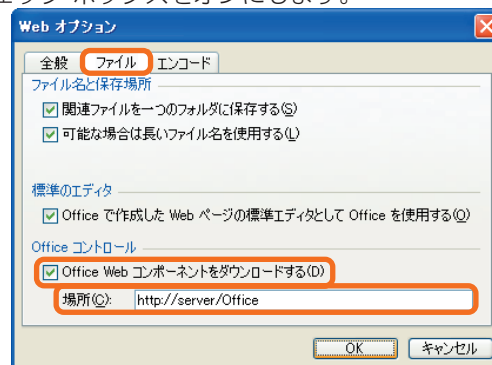 ェック ボックスをオンにします。
Web オプション
全般 ファイル エンコード
ファイル名と保存場所
関連ファイルを一つのフォルダに保存する(S)
可能な場合は長いファイル名を使用する(L)
標準のエディタ
Office で作成した Web ページの標準エディタとして Office を使用する(O)
Office コントロール
Office Web コンポーネントをダウンロードする(D)
場所(C): http://server/Office
OK キャンセル